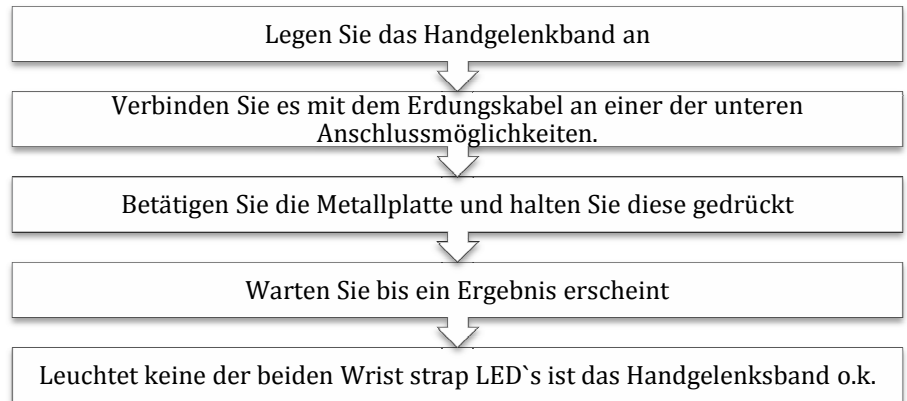 Legen Sie das Handgelenkband an
Verbinden Sie es mit dem Erdungskabel an einer der unteren
Anschlussmöglichkeiten.
Betätigen Sie die Metallplatte und halten Sie diese gedrückt
Warten Sie bis ein Ergebnis erscheint
Leuchtet keine der beiden Wrist strap LED`s ist das Handgelenksband o.k.